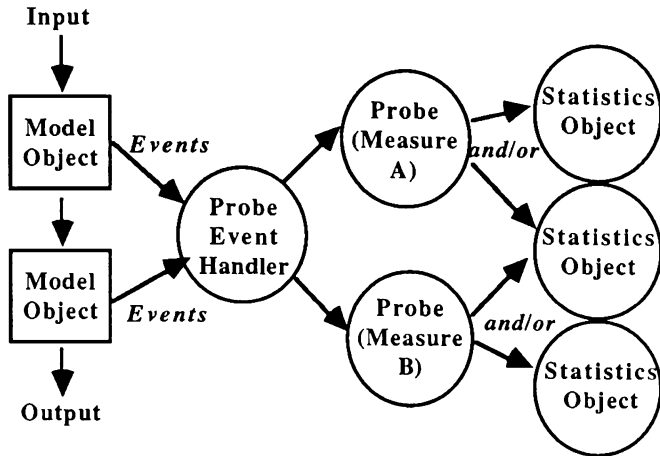 Input
Model
Object
Events
Model
Object
Events
Output
Probe
Event
Handler
Probe
(Measure
A)
and/or
Probe
(Measure
B)
and/or
Statistics
Object
Statistics
Object
Statistics
Object